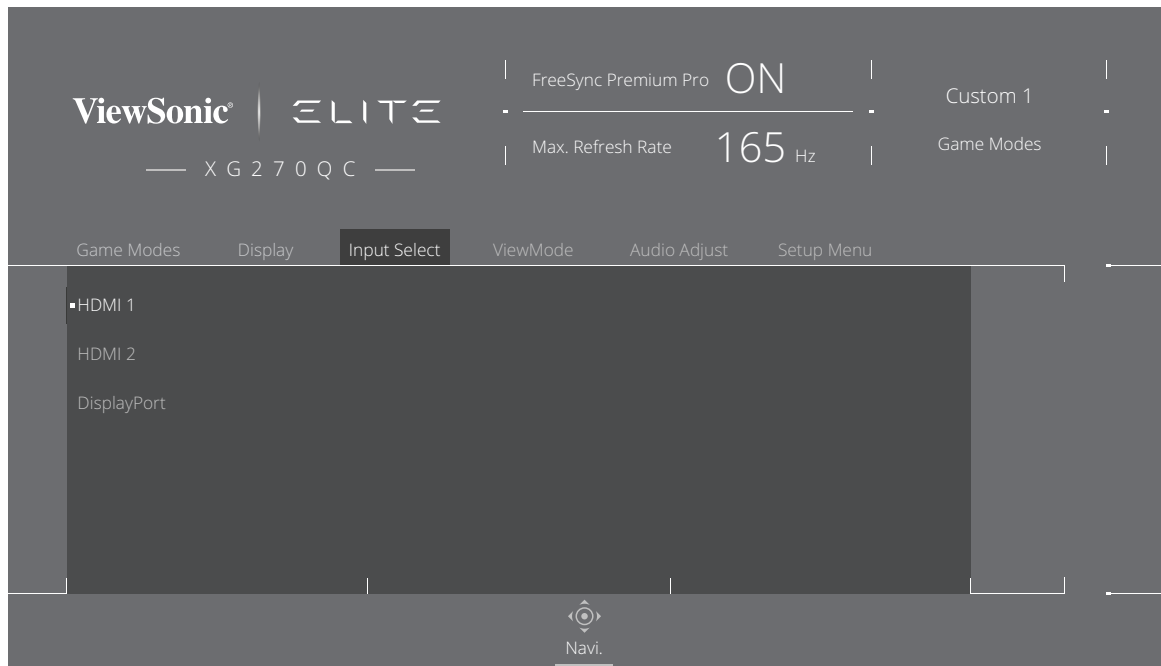 ViewSonic® ELITE
XG270QC
FreeSync Premium Pro ON
Max. Refresh Rate 165 Hz
Custom 1
Game Modes
Game Modes Display Input Select ViewMode Audio Adjust Setup Menu
HDMI 1
HDMI 2
DisplayPort
Navi.